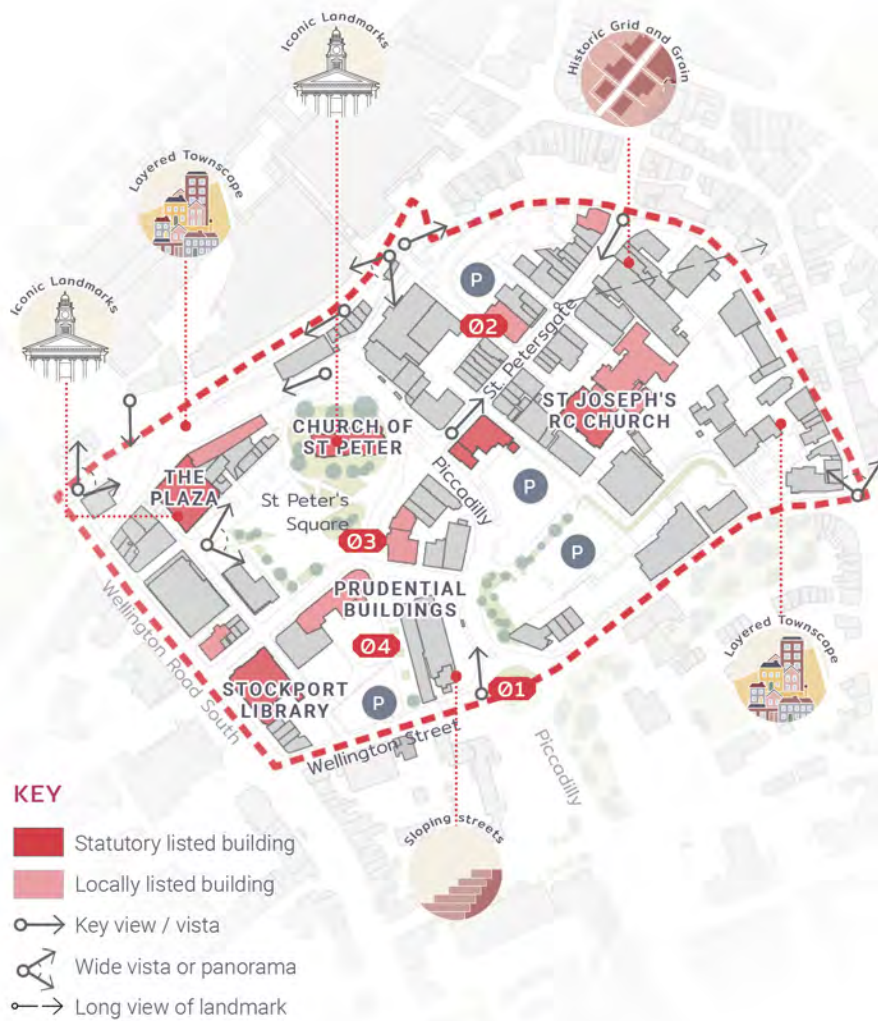 Iconic Landmarks
Historic Grid and Grain
Layered Townscape
Iconic Landmarks
P
02
St. Petersgate
ST JOSEPH'S
RC CHURCH
CHURCH OF
ST PETER
THE
PLAZA
Piccadilly
P
St Peter's
Square
03
P
PRUDENTIAL
BUILDINGS
Wellington Road South
04
STOCKPORT
LIBRARY
P
01
Wellington Street
Piccadilly
Layered Townscape
Sloping streets
KEY
Statutory listed building
Locally listed building
Key view / vista
Wide vista or panorama
Long view of landmark